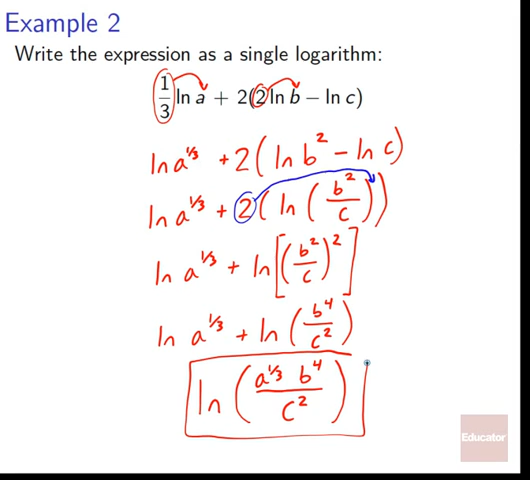 Example 2
Write the expression as a single logarithm:
1/3 ln a + 2(2 ln b − ln c)
ln a^1/3 + 2(ln b^2 − ln c)
ln a^1/3 + 2(ln(b^2/c))
ln a^1/3 + ln[(b^2/c)^2]
ln a^1/3 + ln(b^4/c^2)
ln(a^1/3 b^4/c^2)
Educator